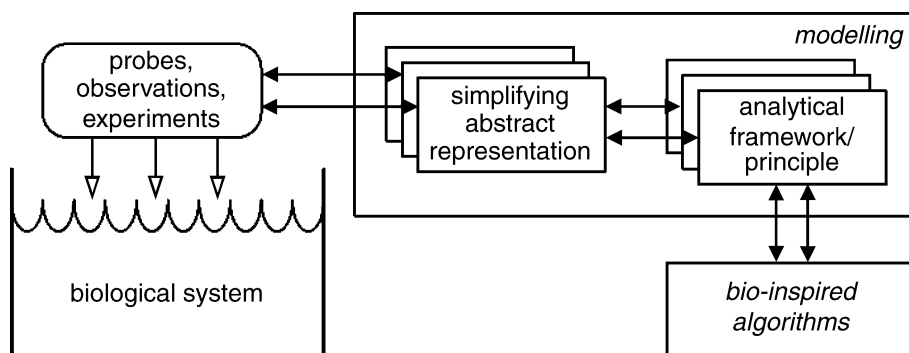 probes,
observations,
experiments
biological system
modelling
simplifying
abstract
representation
analytical
framework/
principle
bio-inspired
algorithms